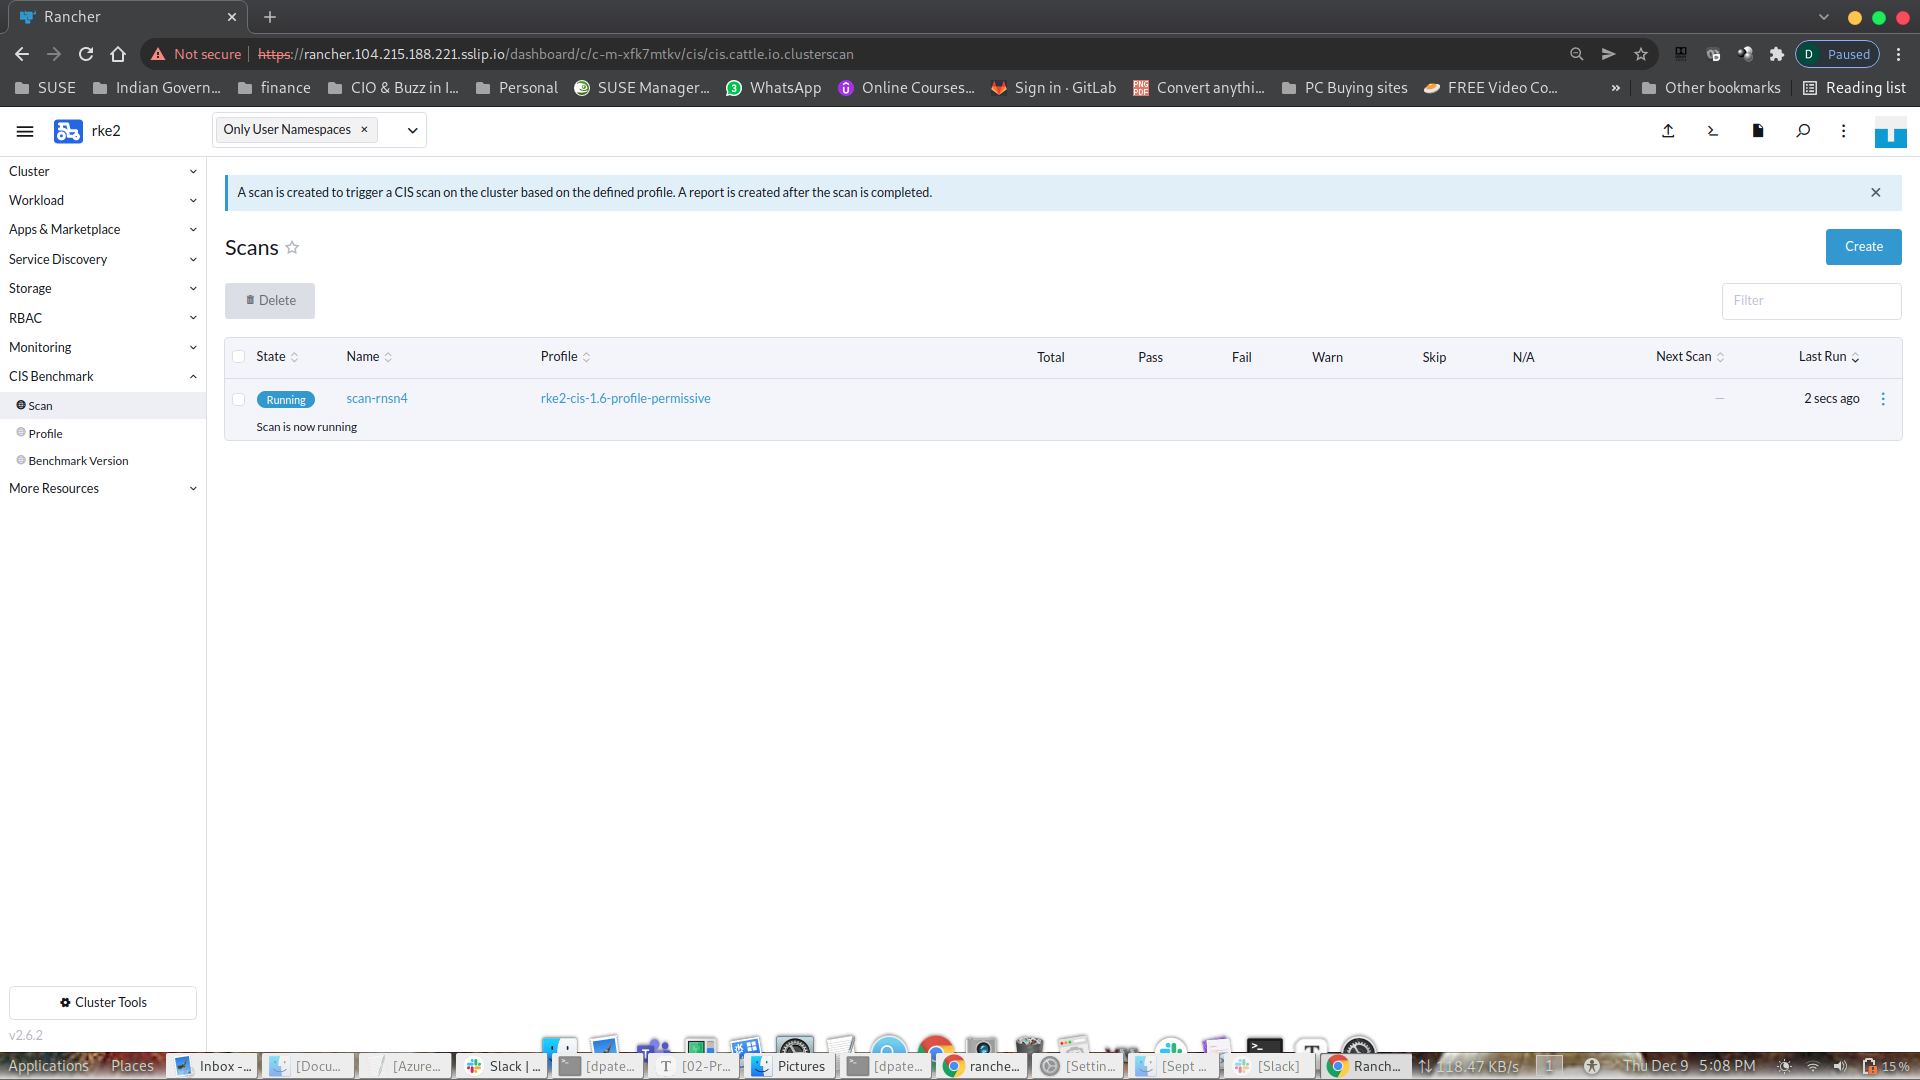 Rancher
Not secure https://rancher.104.215.188.221.sslip.io/dashboard/c/c-m-xfk7mtkv/cis/cis.cattle.io.clusterscan D Paused
SUSE Indian Govern... finance CIO & Buzz in I... Personal SUSE Manager... WhatsApp Online Courses... Sign in · GitLab Convert anythi... PC Buying sites FREE Video Co... » Other bookmarks Reading list
rke2 Only User Namespaces
Cluster
Workload
Apps & Marketplace
Service Discovery
Storage
RBAC
Monitoring
CIS Benchmark
Scan
Profile
Benchmark Version
More Resources
A scan is created to trigger a CIS scan on the cluster based on the defined profile. A report is created after the scan is completed.
Scans
Create
Delete
Filter
State Name Profile Total Pass Fail Warn Skip N/A Next Scan Last Run
Running scan-rnsn4 rke2-cis-1.6-profile-permissive — 2 secs ago
Scan is now running
Cluster Tools
v2.6.2
Applications Places Inbox -... [Docu... [Azure... Slack | ... [dpate... [02-Pr... Pictures [dpate... ranche... [Settin... [Sept ... [Slack] Ranch... 118.47 KB/s 1 Thu Dec 9 5:08 PM 15%